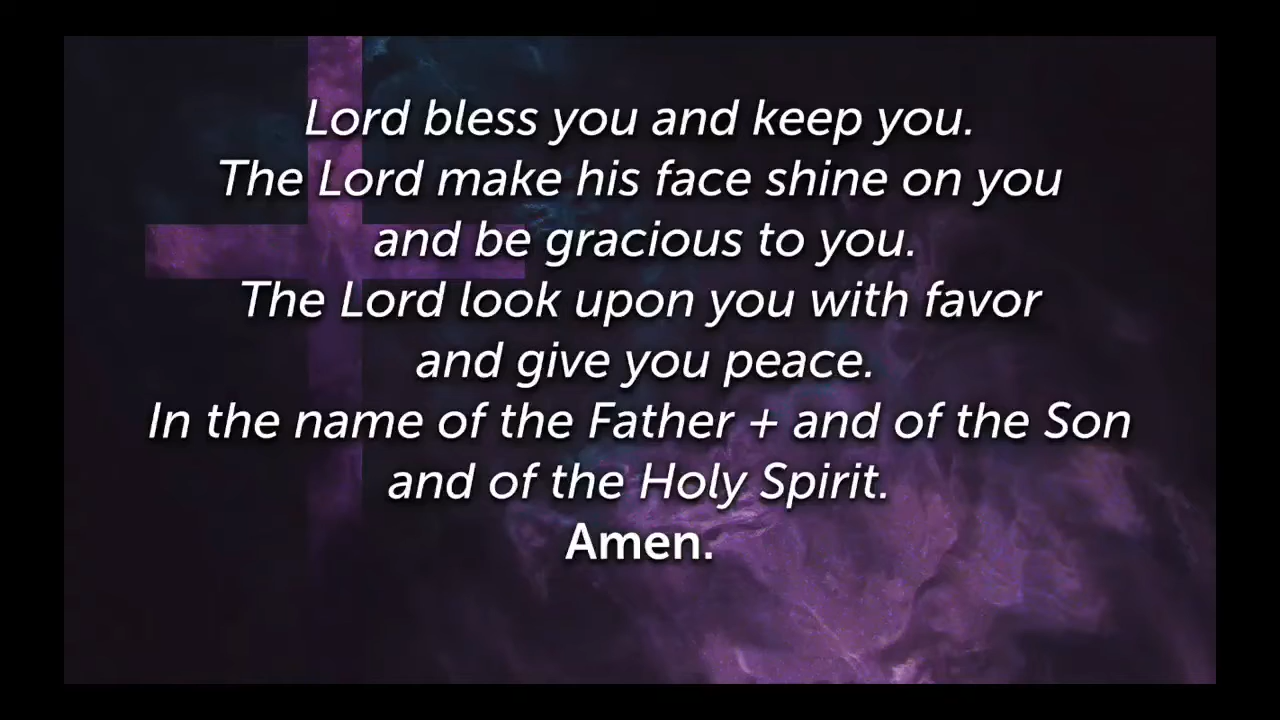 Lord bless you and keep you.
The Lord make his face shine on you
and be gracious to you.
The Lord look upon you with favor
and give you peace.
In the name of the Father + and of the Son
and of the Holy Spirit.
Amen.